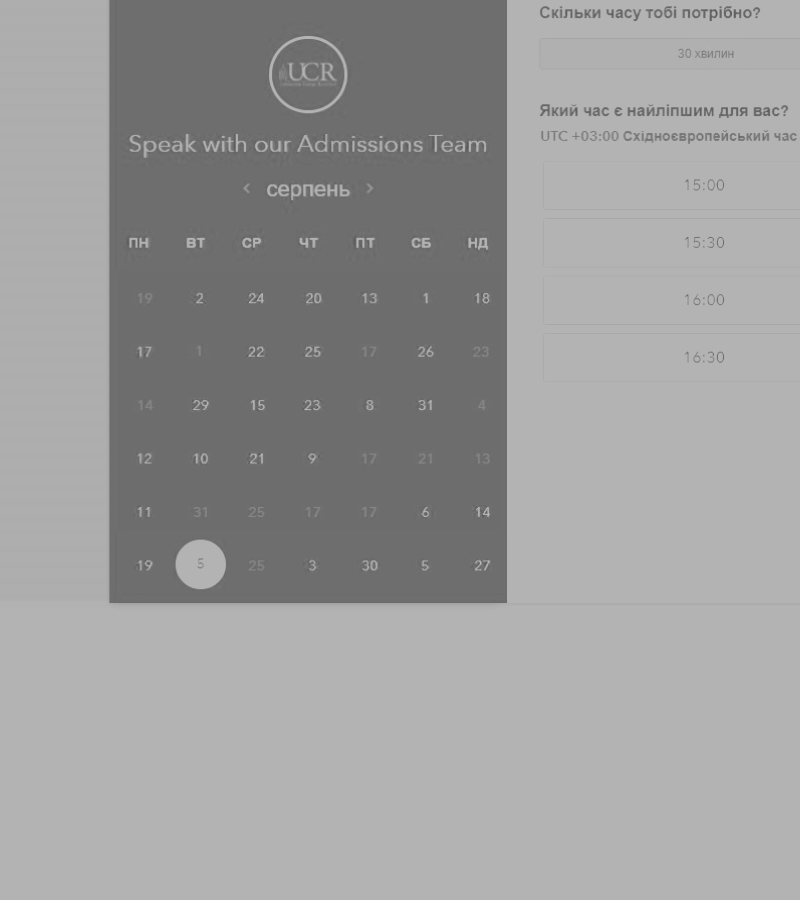 UCR
Speak with our Admissions Team
серпень
ПН ВТ СР ЧТ ПТ СБ НД
19 2 24 20 13 1 18
17 1 22 25 17 26 23
14 29 15 23 8 31 4
12 10 21 9 17 21 13
11 31 25 17 17 6 14
19 5 25 3 30 5 27
Скільки часу тобі потрібно?
30 хвилин
Який час є найліпшим для вас?
UTC +03:00 Східноєвропейський час
15:00
15:30
16:00
16:30